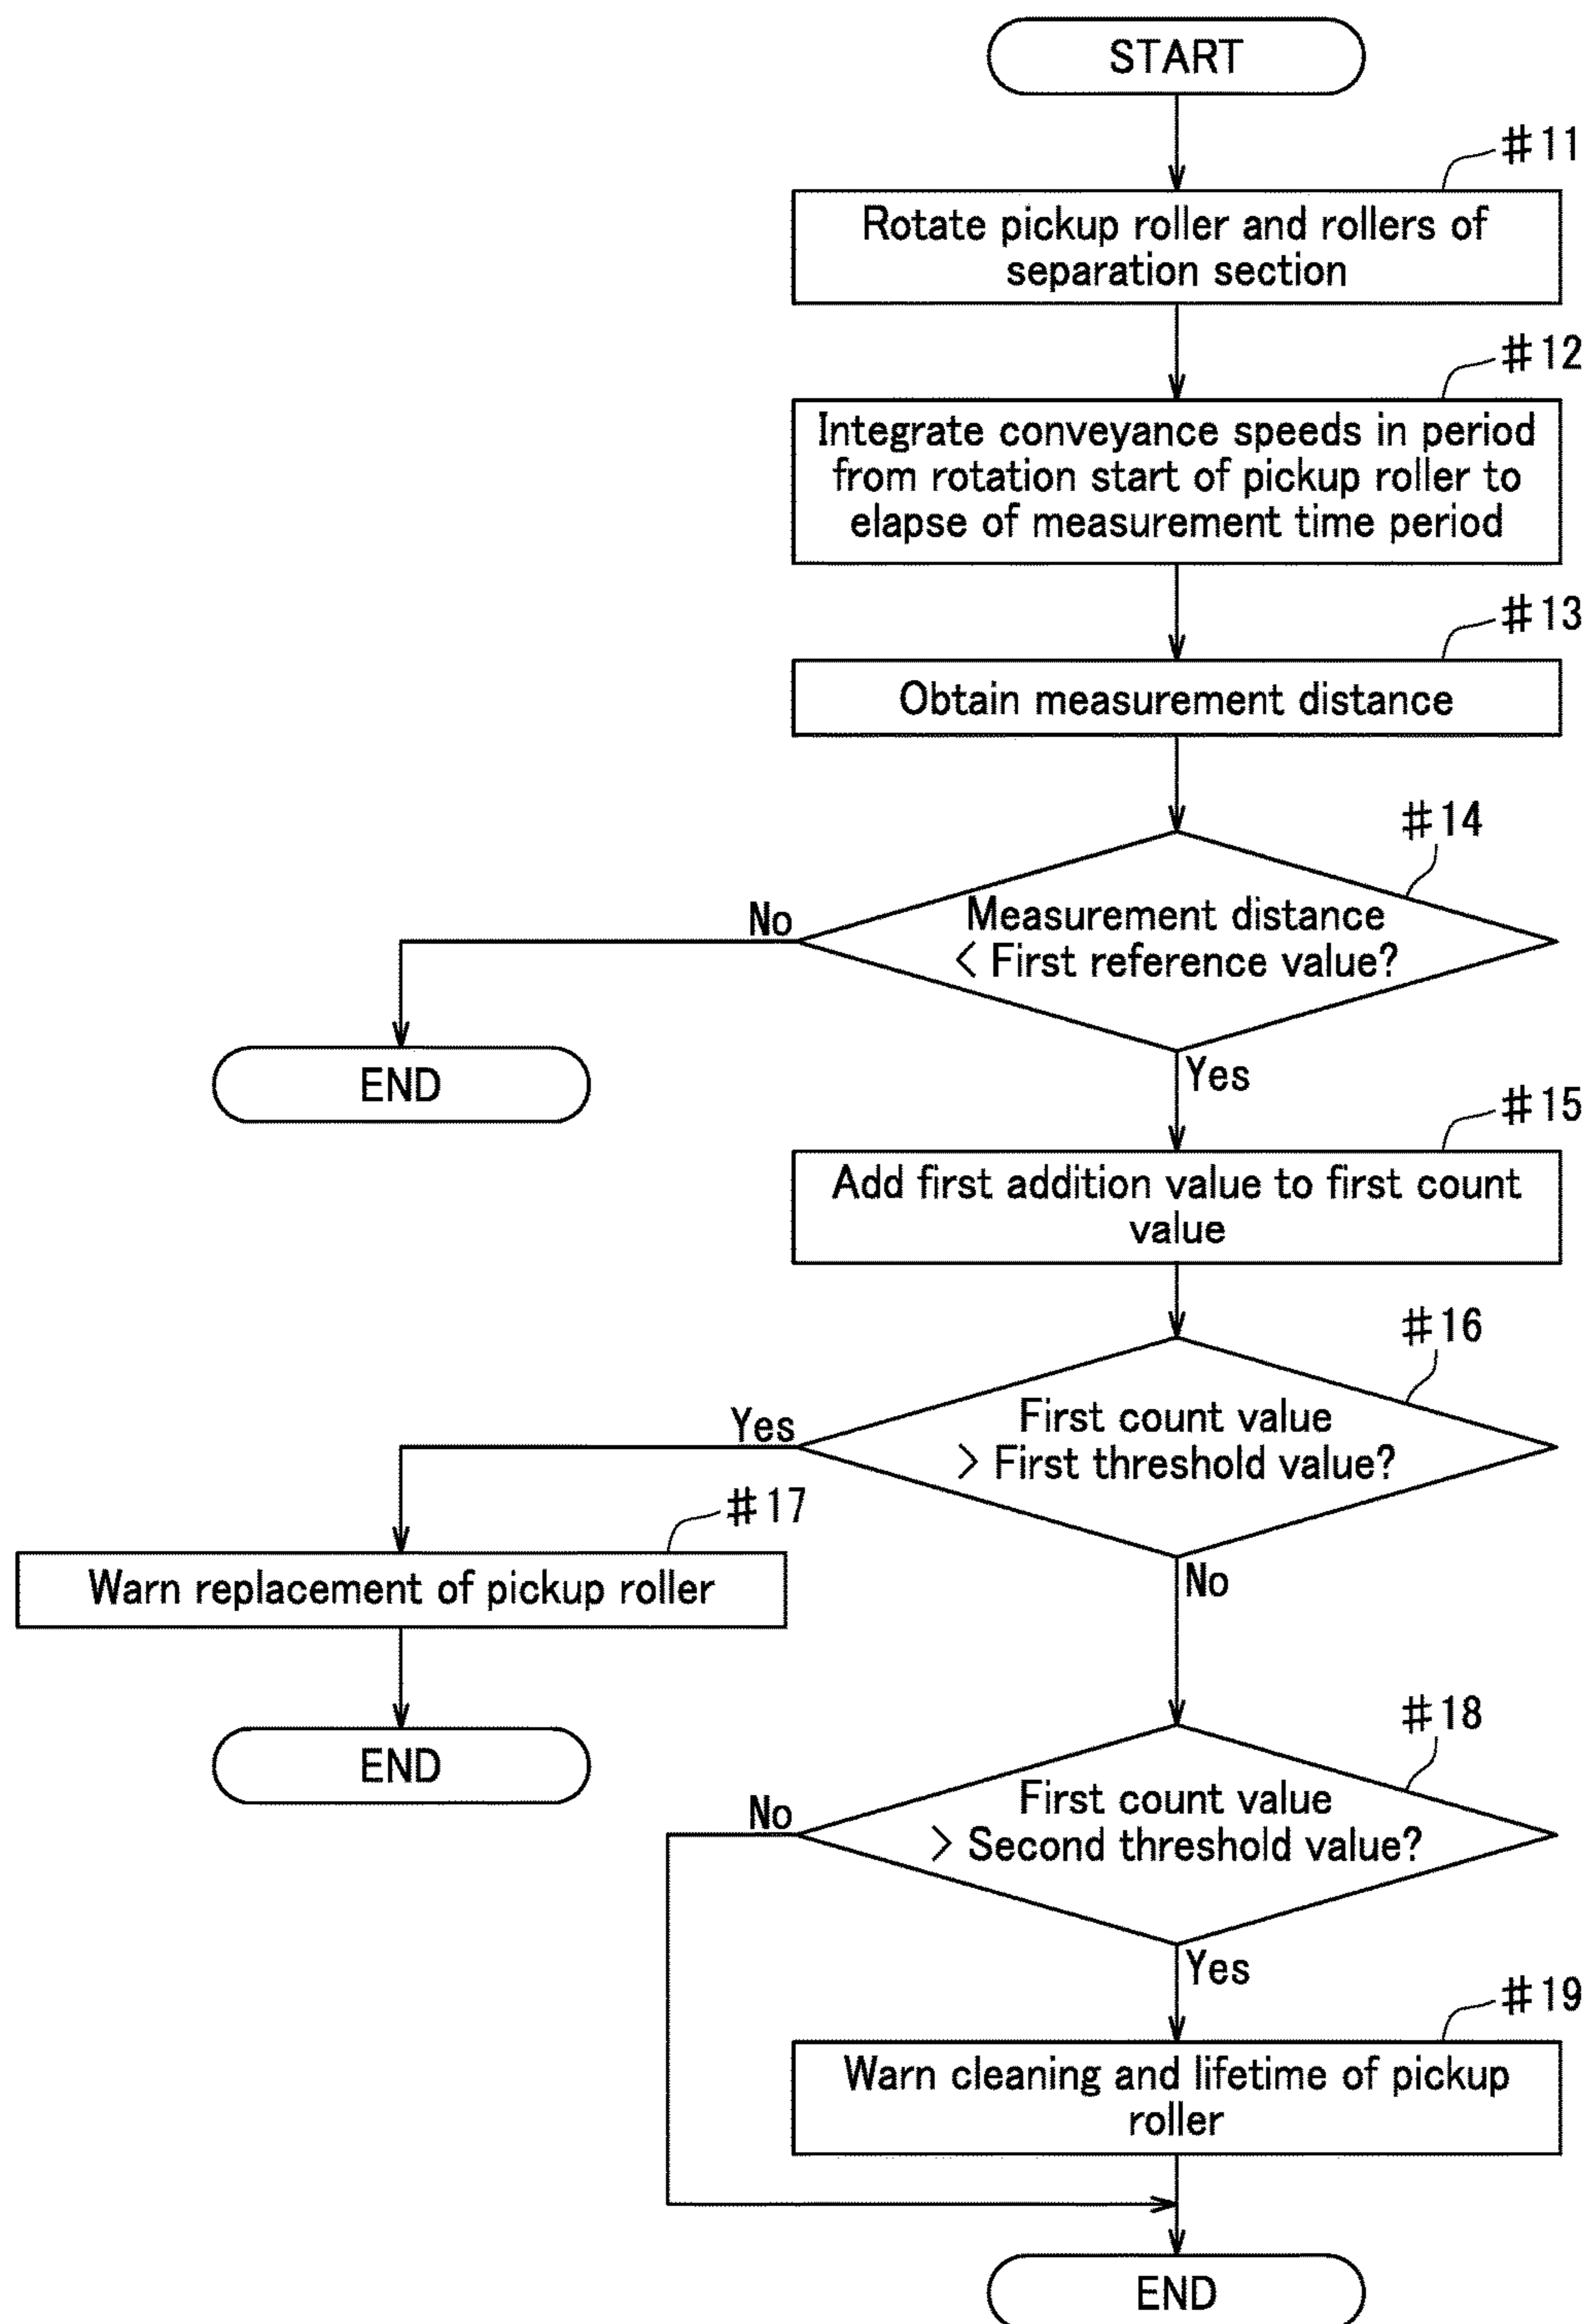 START
#11
Rotate pickup roller and rollers of
separation section
#12
Integrate conveyance speeds in period
from rotation start of pickup roller to
elapse of measurement time period
#13
Obtain measurement distance
#14
Measurement distance
< First reference value?
No
END
Yes
#15
Add first addition value to first count
value
#16
First count value
> First threshold value?
Yes
#17
Warn replacement of pickup roller
END
No
#18
First count value
> Second threshold value?
No
Yes
#19
Warn cleaning and lifetime of pickup
roller
END